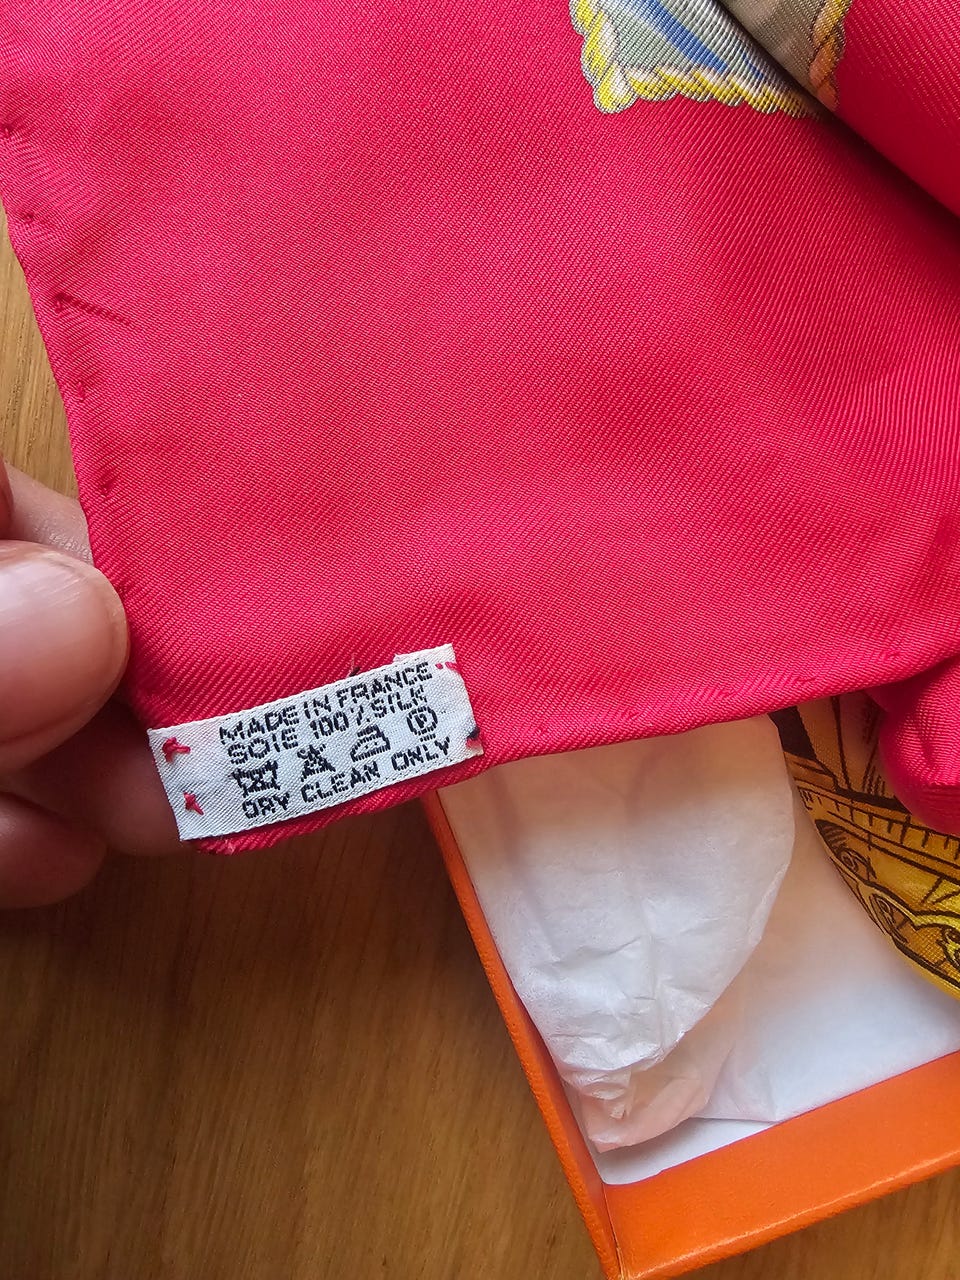 MADE IN FRANCE
SOIE 100% SILK
P
DRY CLEAN ONLY